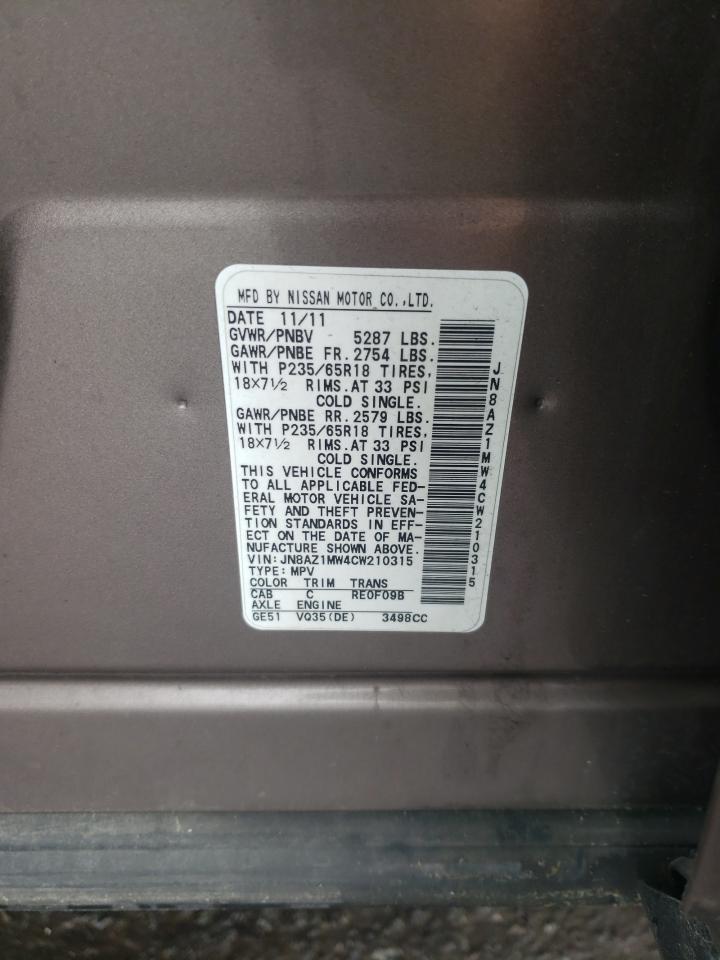 MFD BY NISSAN MOTOR CO.,LTD.
DATE 11/11
GVWR/PNBV 5287 LBS.
GAWR/PNBE FR. 2754 LBS.
WITH P235/65R18 TIRES,
18×7½ RIMS. AT 33 PSI
COLD SINGLE.
GAWR/PNBE RR. 2579 LBS.
WITH P235/65R18 TIRES,
18×7½ RIMS. AT 33 PSI
COLD SINGLE.
THIS VEHICLE CONFORMS
TO ALL APPLICABLE FED-
ERAL MOTOR VEHICLE SA-
FETY AND THEFT PREVEN-
TION STANDARDS IN EFF-
ECT ON THE DATE OF MA-
NUFACTURE SHOWN ABOVE.
VIN: JN8AZ1MW4CW210315
TYPE: MPV
COLOR TRIM TRANS
CAB C RE0F09B
AXLE ENGINE
GE51 VQ35(DE) 3498CC
JN8AZ1MW4CW210315